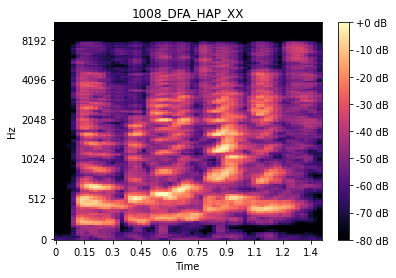 1008_DFA_HAP_XX
+0 dB
8192
-10 dB
4096
-20 dB
-30 dB
2048
Hz
-40 dB
1024
-50 dB
512
-60 dB
-70 dB
0
-80 dB
0 0.15 0.3 0.45 0.6 0.75 0.9 1.1 1.2 1.4
Time